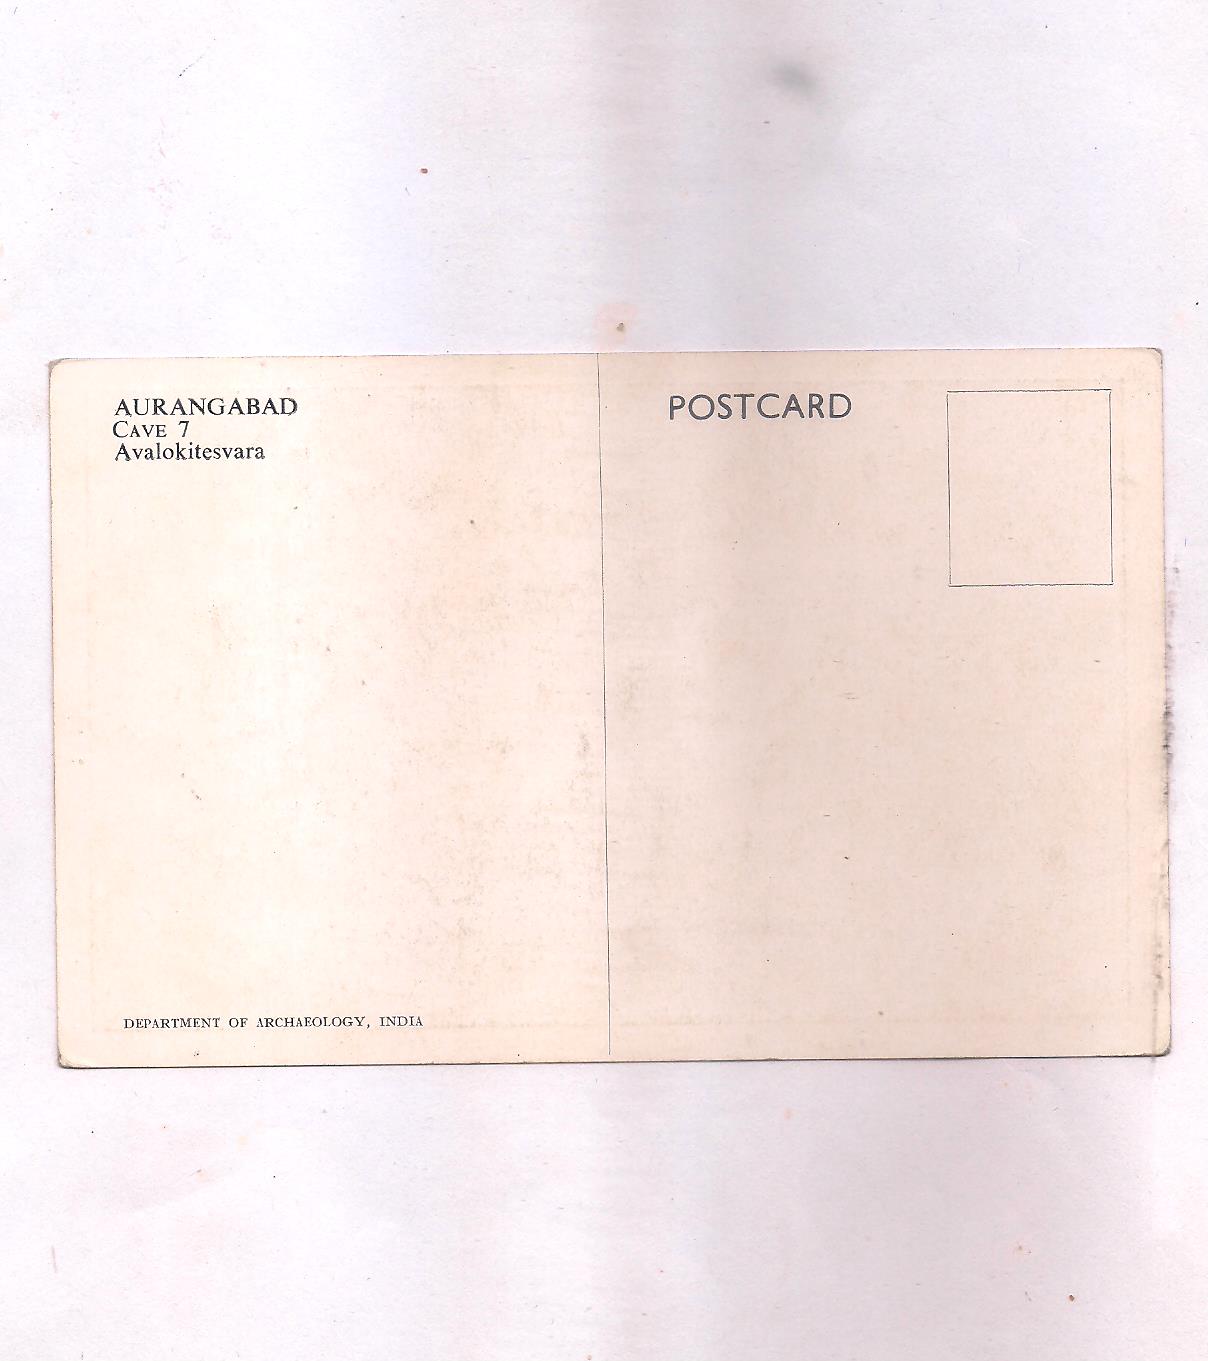 AURANGABAD
CAVE 7
Avalokitesvara
POSTCARD
DEPARTMENT OF ARCHAEOLOGY, INDIA